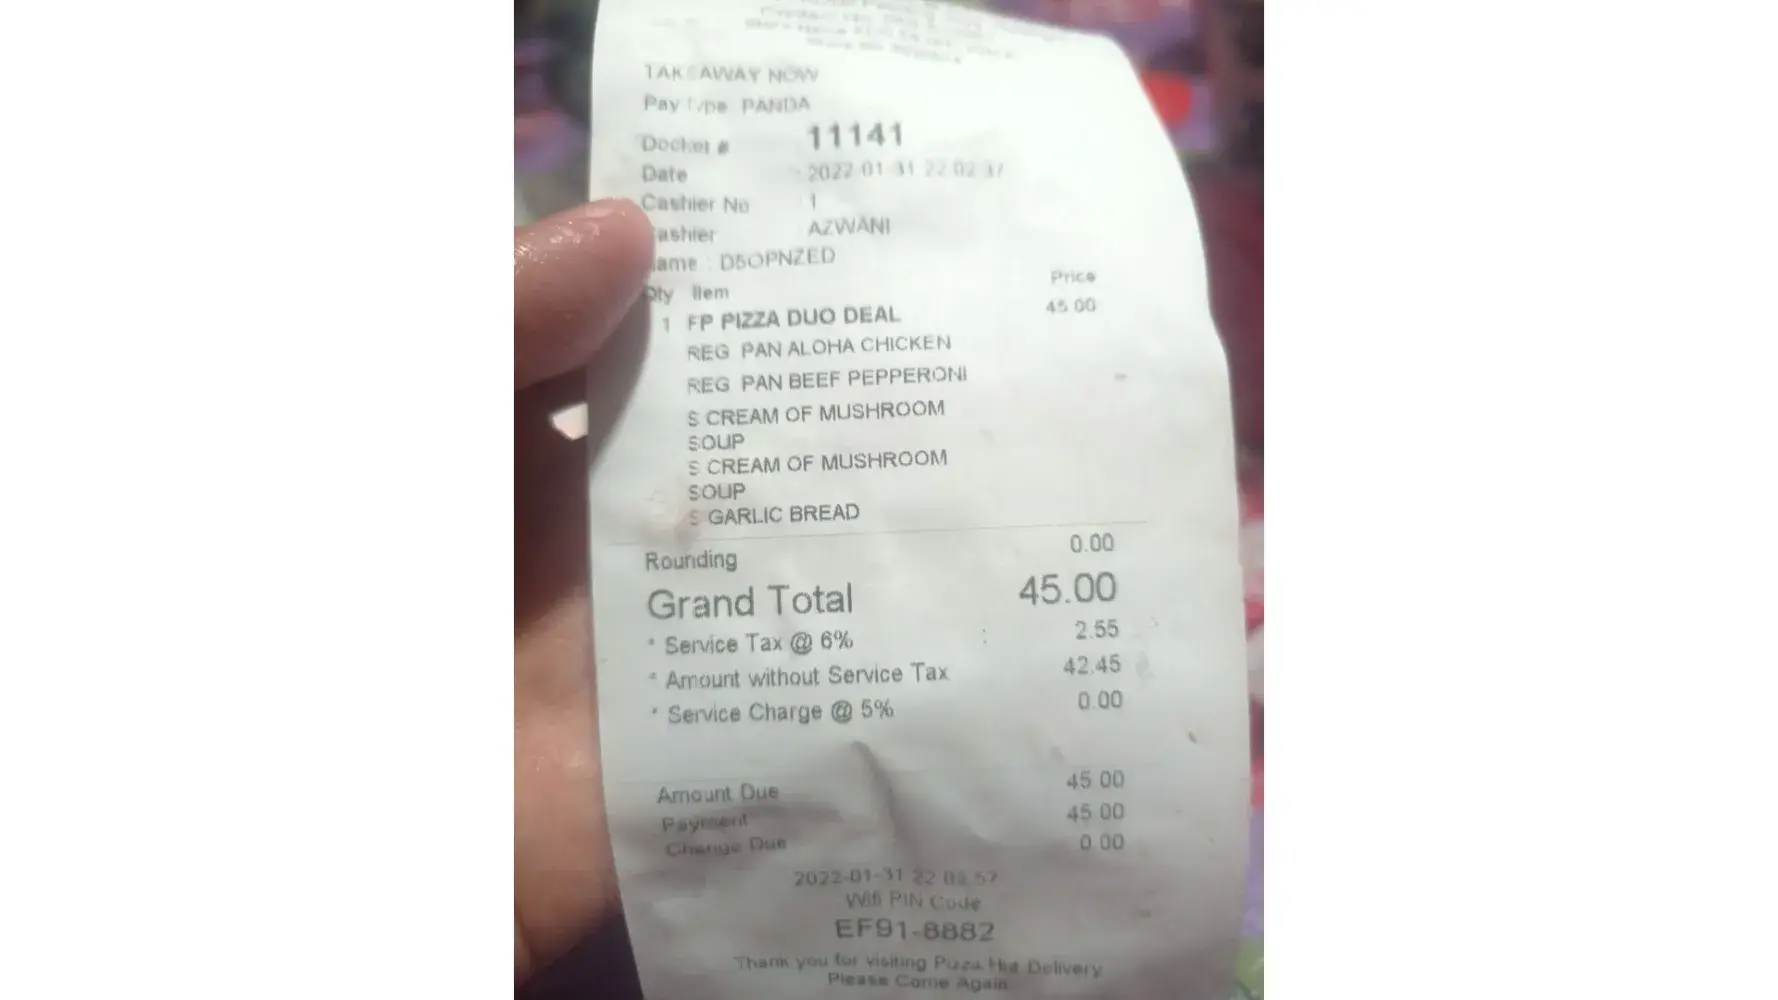 TAKEAWAY NOW
Pay Type PANDA
Docket # 11141
Date : 2022-01-31 22:02:37
Cashier No : 1
ashier AZWANI
ame : D5OPNZED
Qty Item Price
1 FP PIZZA DUO DEAL 45.00
REG PAN ALOHA CHICKEN
REG PAN BEEF PEPPERONI
S CREAM OF MUSHROOM
SOUP
S CREAM OF MUSHROOM
SOUP
S GARLIC BREAD
Rounding 0.00
Grand Total 45.00
* Service Tax @ 6% : 2.55
* Amount without Service Tax 42.45
* Service Charge @ 5% 0.00
Amount Due 45.00
Payment 45.00
Change Due 0.00
2022-01-31 22
Wifi PIN Code
EF91-8882
Thank you for visiting Pizza Hut Delivery
Please Come Again